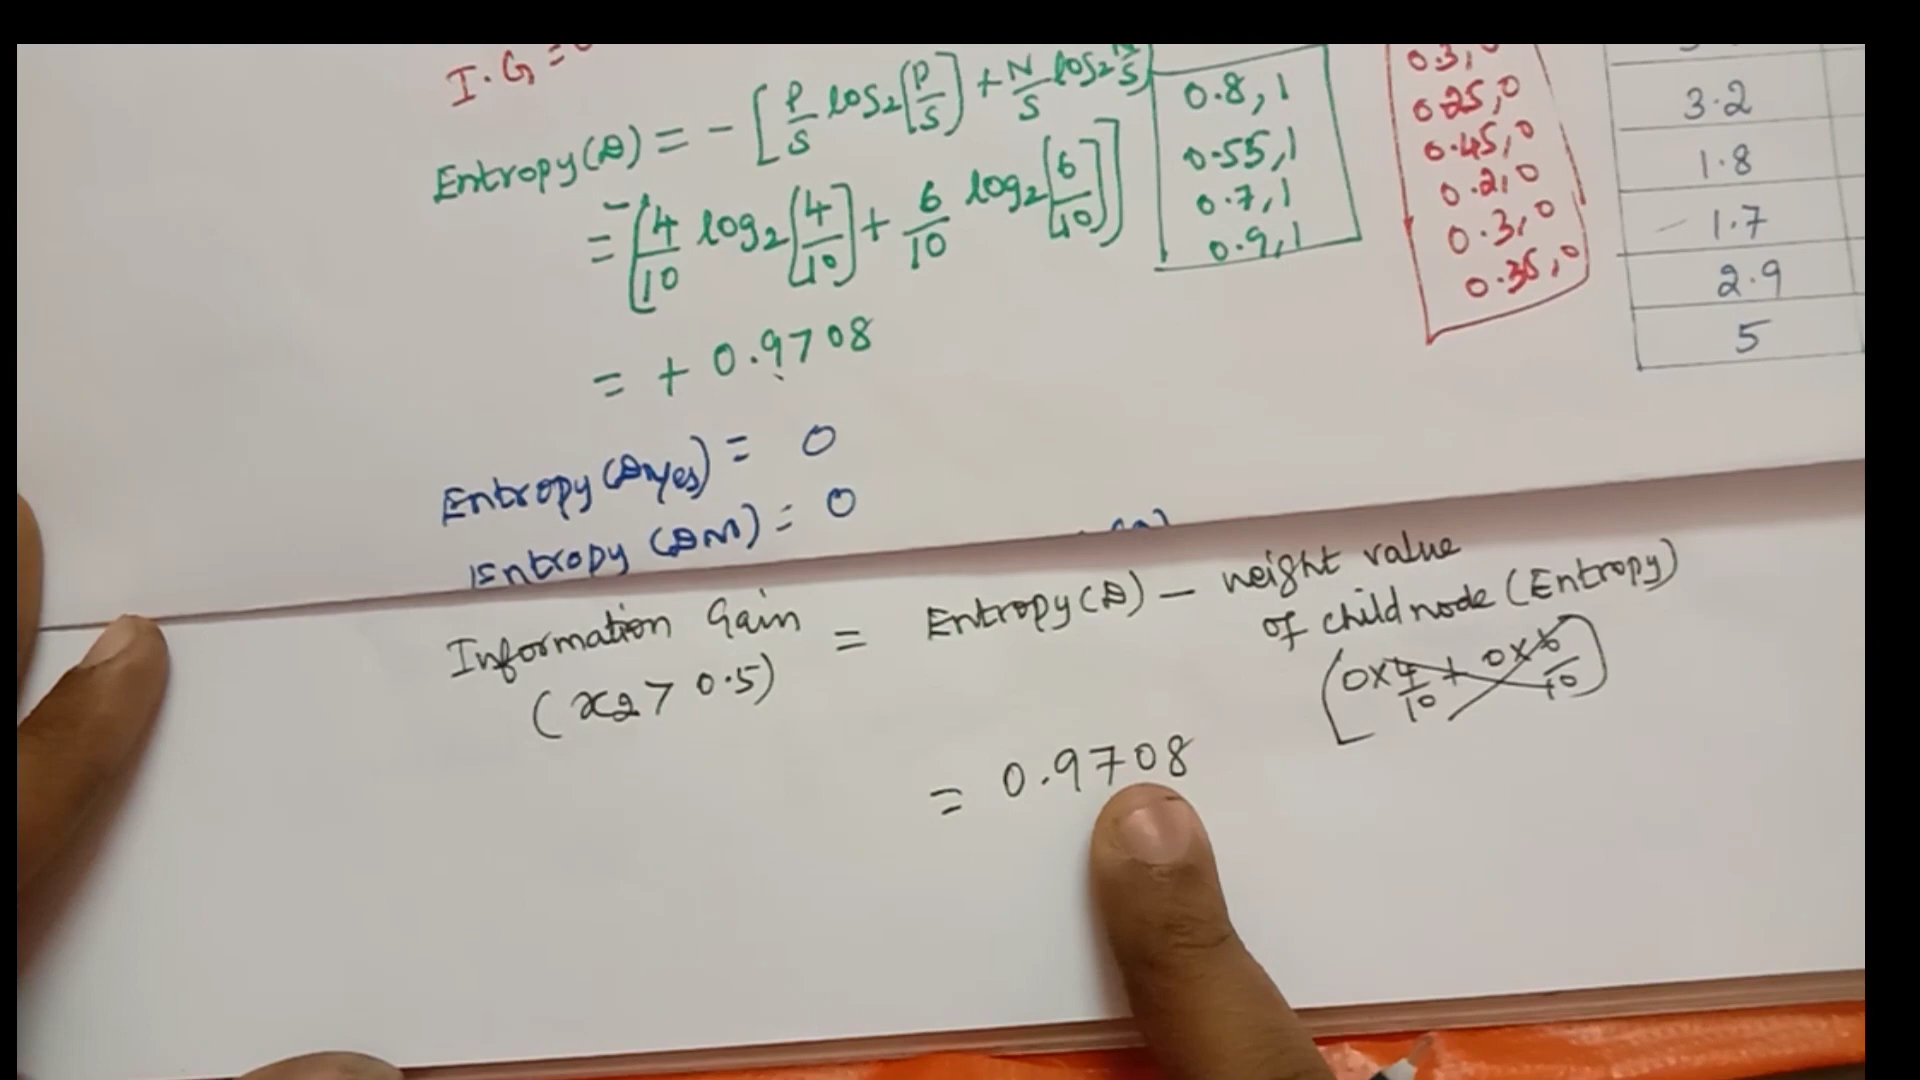 I.G =
Entropy(D) = - [P/S log2[P/S] + N/S log2 N/S]
= -[4/10 log2[4/10] + 6/10 log2[6/10]]
= + 0.9708
0.8,1
0.55,1
0.7,1
0.9,1
0.3,0
0.25,0
0.45,0
0.2,0
0.3,0
0.35,0
3.2
1.8
1.7
2.9
5
Entropy(Dyes) = 0
Entropy(DNo) = 0
Information Gain = Entropy(D) - weight value
(x2 > 0.5)
of child node (Entropy)
(0×4/10 + 0×6/10)
= 0.9708